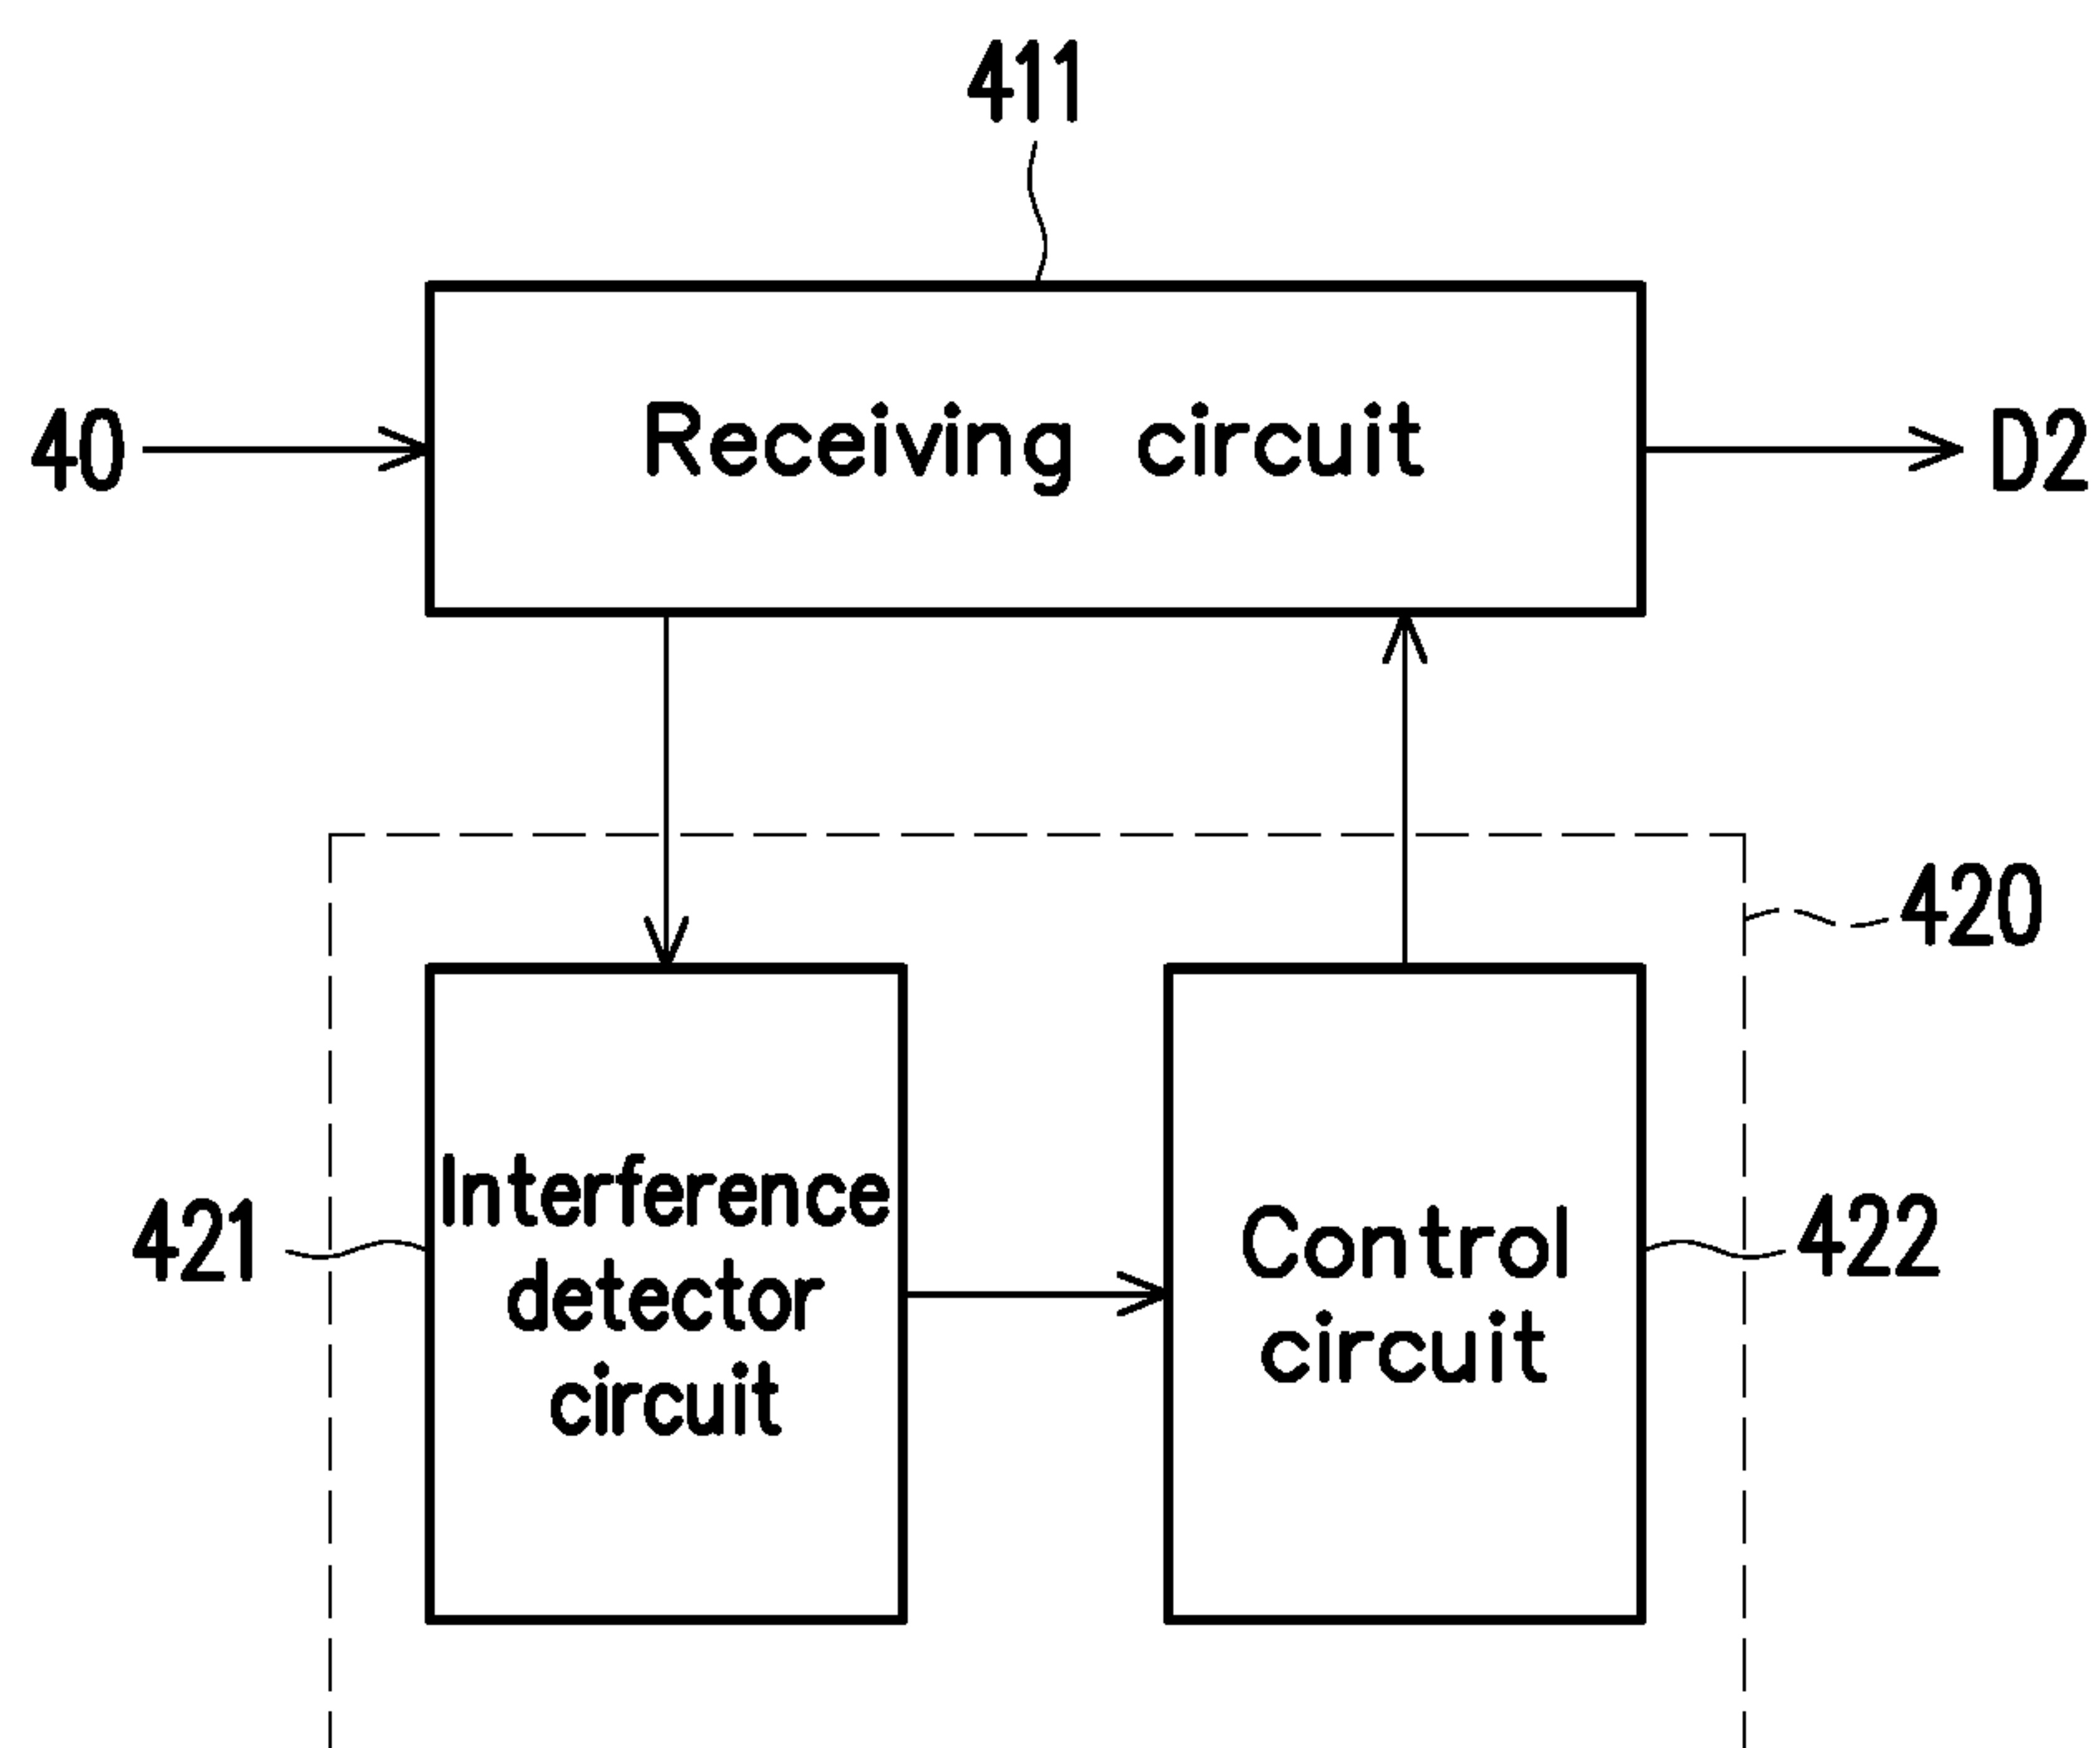 411
40
Receiving circuit
D2
420
421
Interference
detector
circuit
Control
circuit
422